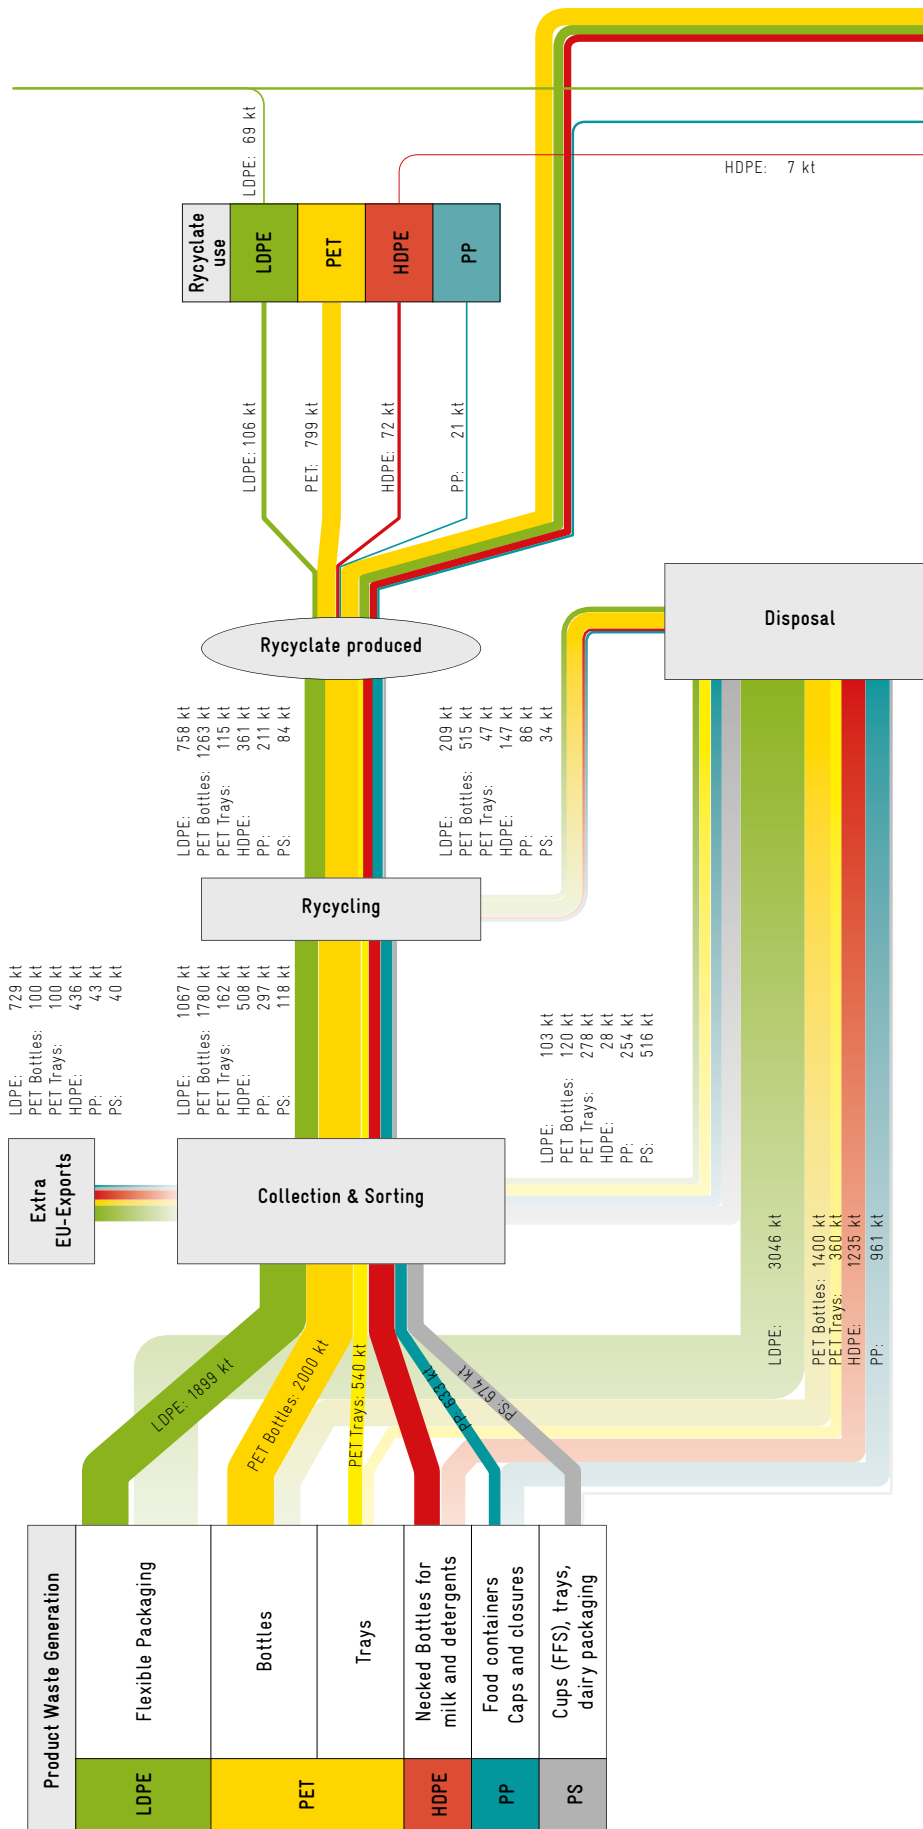 HDPE: 7 kt
LDPE: 69 kt
Rycyclate
use
LDPE
PET
HDPE
PP
LDPE: 106 kt
PET: 799 kt
HDPE: 72 kt
PP: 21 kt
Rycyclate produced
Disposal
LDPE: 758 kt
PET Bottles: 1263 kt
PET Trays: 115 kt
HDPE: 361 kt
PP: 211 kt
PS: 84 kt
LDPE: 209 kt
PET Bottles: 515 kt
PET Trays: 47 kt
HDPE: 147 kt
PP: 86 kt
PS: 34 kt
Rycycling
LDPE: 729 kt
PET Bottles: 100 kt
PET Trays: 100 kt
HDPE: 436 kt
PP: 43 kt
PS: 40 kt
LDPE: 1067 kt
PET Bottles: 1780 kt
PET Trays: 162 kt
HDPE: 508 kt
PP: 297 kt
PS: 118 kt
LDPE: 103 kt
PET Bottles: 120 kt
PET Trays: 278 kt
HDPE: 28 kt
PP: 254 kt
PS: 516 kt
Extra
EU-Exports
Collection & Sorting
LDPE: 3046 kt
PET Bottles: 1400 kt
PET Trays: 360 kt
HDPE: 1235 kt
PP: 961 kt
LDPE: 1899 kt
PET Bottles: 2000 kt
PET Trays: 540 kt
PP: 633 kt
PS: 674 kt
Product Waste Generation
Flexible Packaging
Bottles
Trays
Necked Bottles for
milk and detergents
Food containers
Caps and closures
Cups (FFS), trays,
dairy packaging
LDPE
PET
HDPE
PP
PS